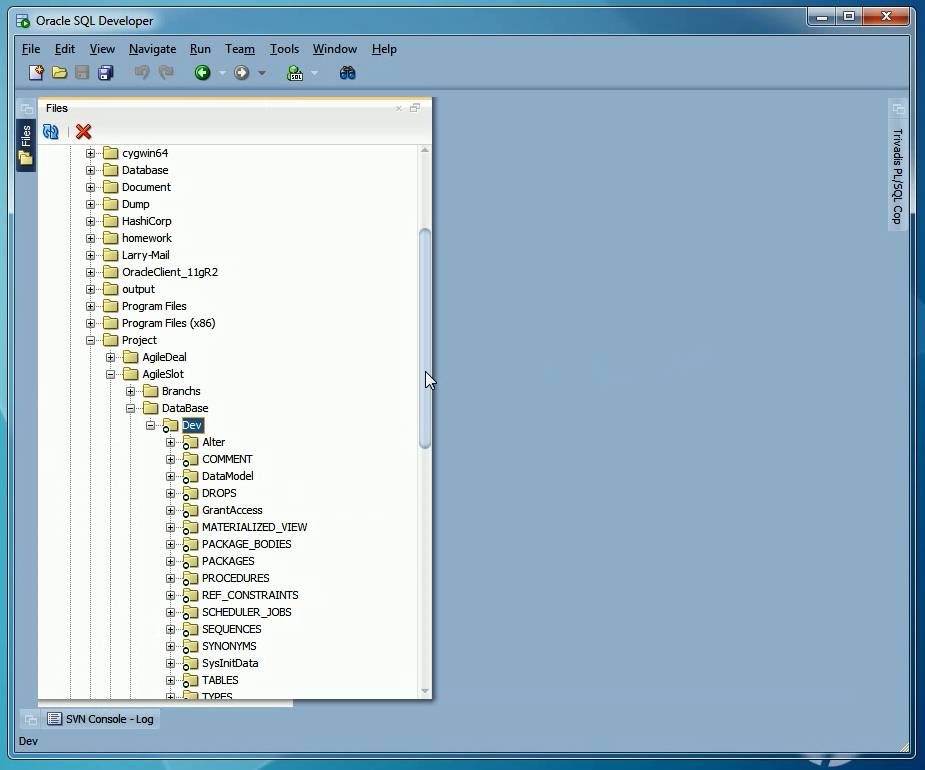 Oracle SQL Developer
File Edit View Navigate Run Team Tools Window Help
Files
Files
cygwin64
Database
Document
Dump
HashiCorp
homework
Larry-Mail
OracleClient_11gR2
output
Program Files
Program Files (x86)
Project
AgileDeal
AgileSlot
Branchs
DataBase
Dev
Alter
COMMENT
DataModel
DROPS
GrantAccess
MATERIALIZED_VIEW
PACKAGE_BODIES
PACKAGES
PROCEDURES
REF_CONSTRAINTS
SCHEDULER_JOBS
SEQUENCES
SYNONYMS
SysInitData
TABLES
TYPES
Trivadis PL/SQL Cop
SVN Console - Log
Dev